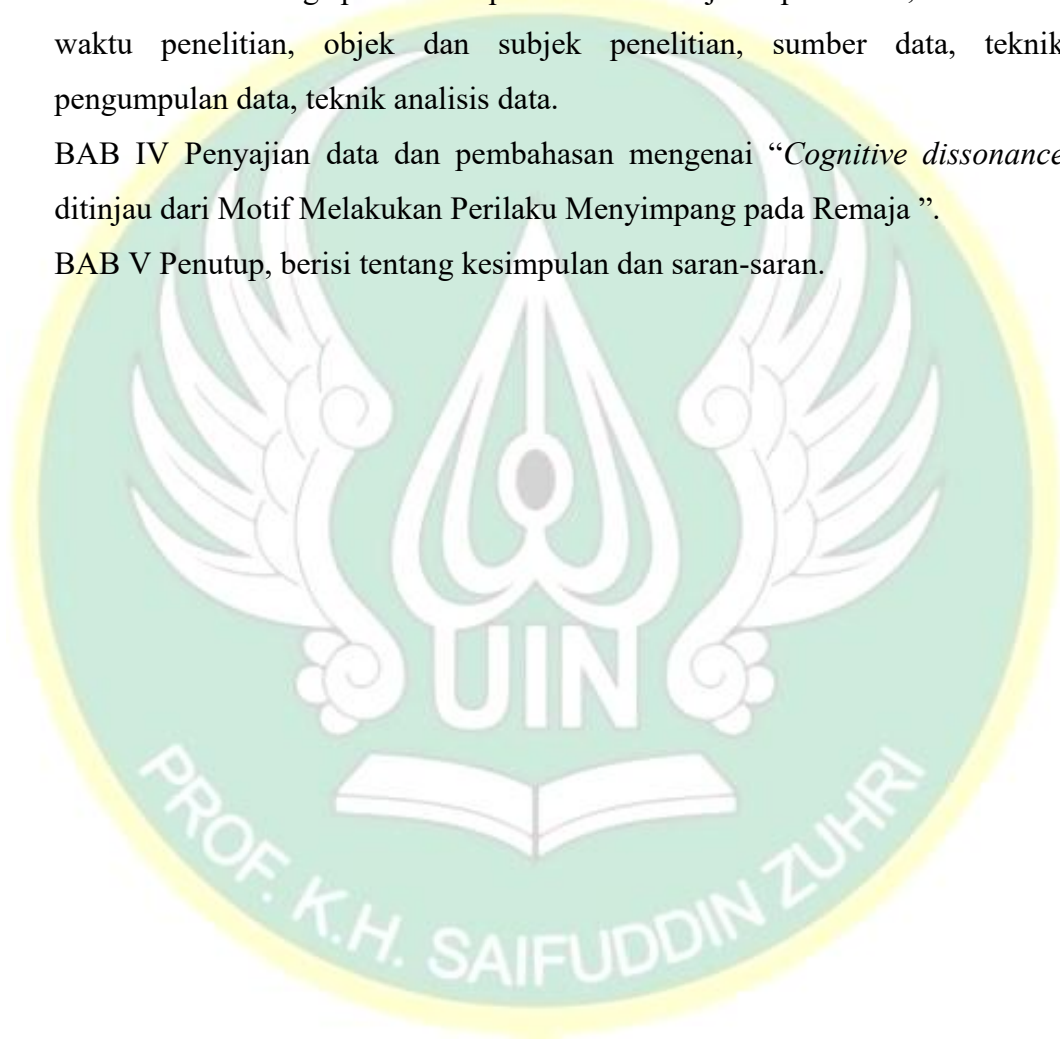 waktu penelitian, objek dan subjek penelitian, sumber data, teknik
pengumpulan data, teknik analisis data.
BAB IV Penyajian data dan pembahasan mengenai “Cognitive dissonance
ditinjau dari Motif Melakukan Perilaku Menyimpang pada Remaja ”.
BAB V Penutup, berisi tentang kesimpulan dan saran-saran.
UIN
PROF. K.H. SAIFUDDIN ZUHRI